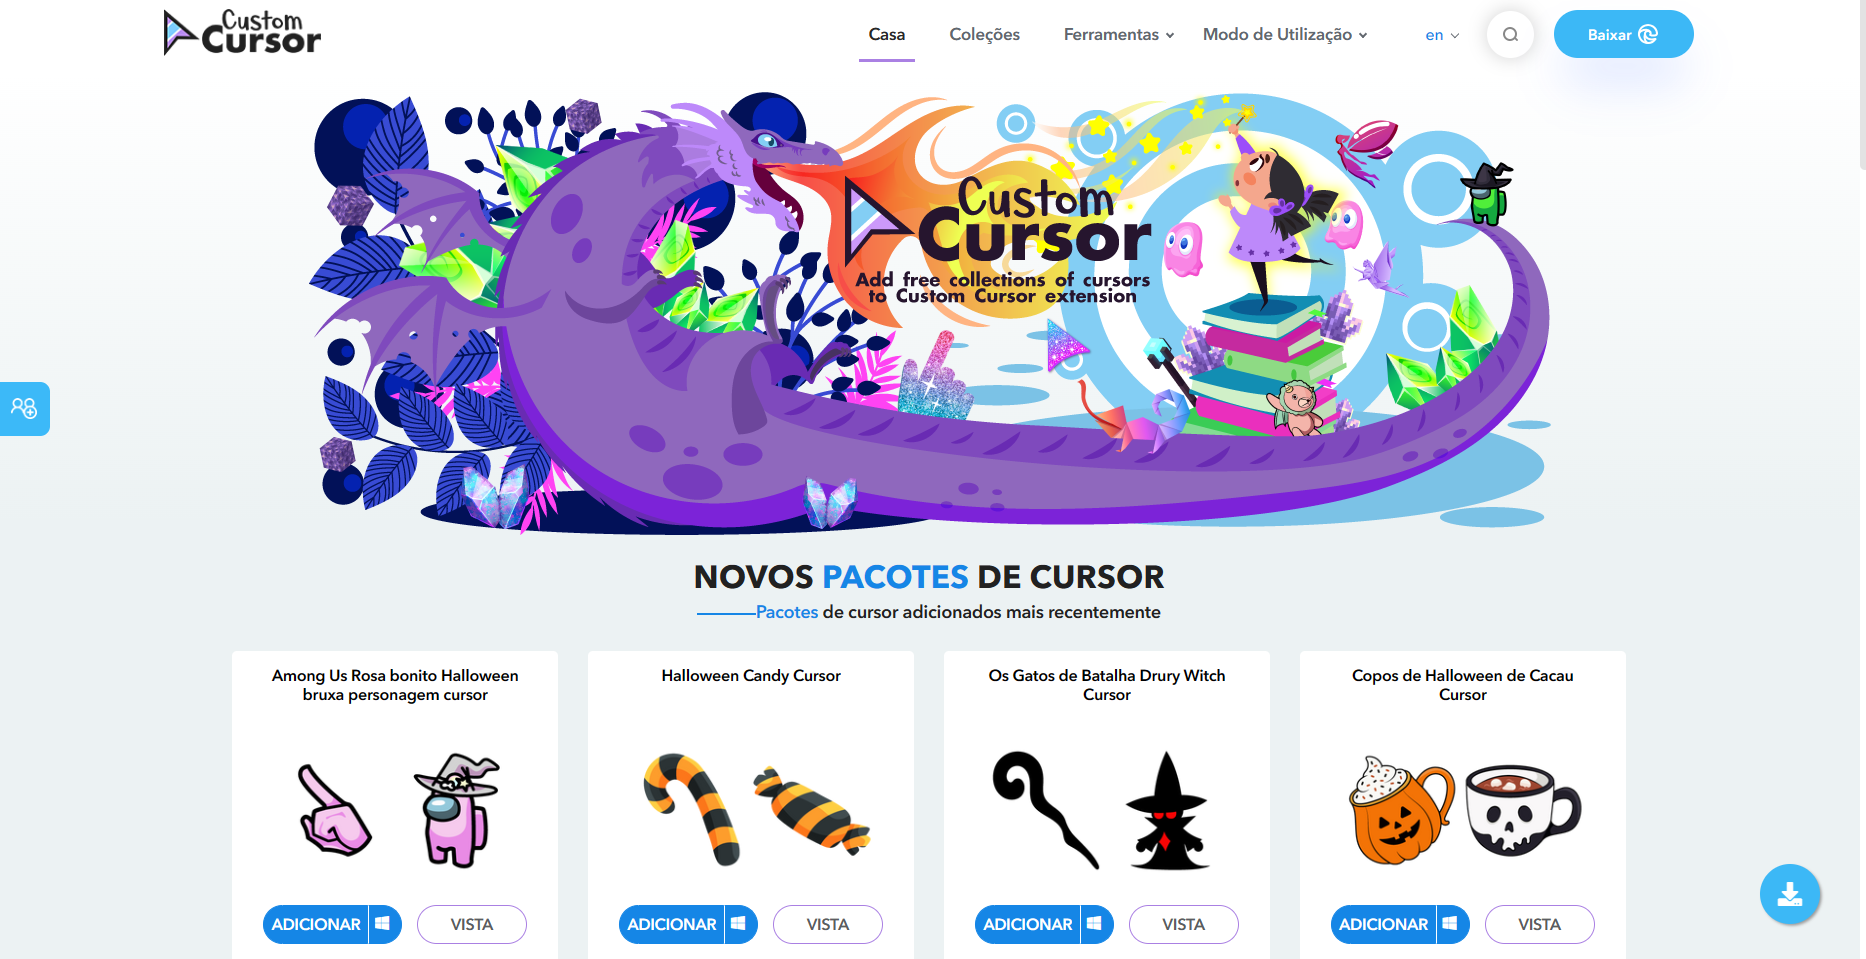 Custom
Cursor
Casa
Coleções
Ferramentas
Modo de Utilização
en
Baixar
Custom
Cursor
Add free collections of cursors
to Custom Cursor extension
NOVOS PACOTES DE CURSOR
Pacotes de cursor adicionados mais recentemente
Among Us Rosa bonito Halloween
bruxa personagem cursor
Halloween Candy Cursor
Os Gatos de Batalha Drury Witch
Cursor
Copos de Halloween de Cacau
Cursor
ADICIONAR
VISTA
ADICIONAR
VISTA
ADICIONAR
VISTA
ADICIONAR
VISTA